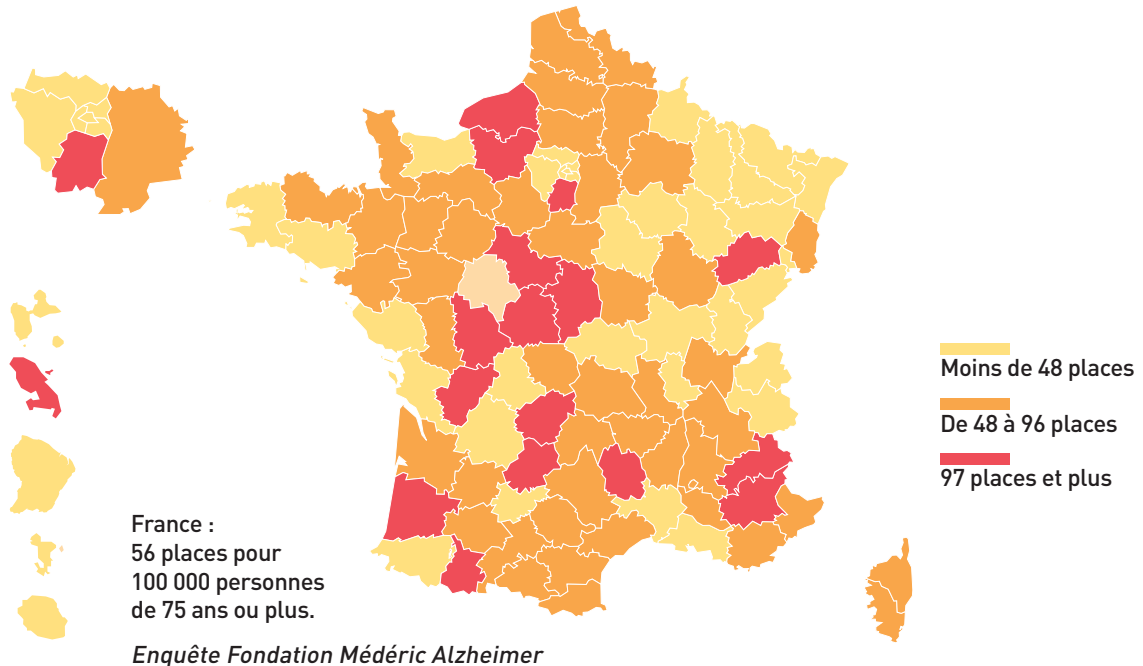 Moins de 48 places
De 48 à 96 places
97 places et plus
France :
56 places pour
100 000 personnes
de 75 ans ou plus.
Enquête Fondation Médéric Alzheimer